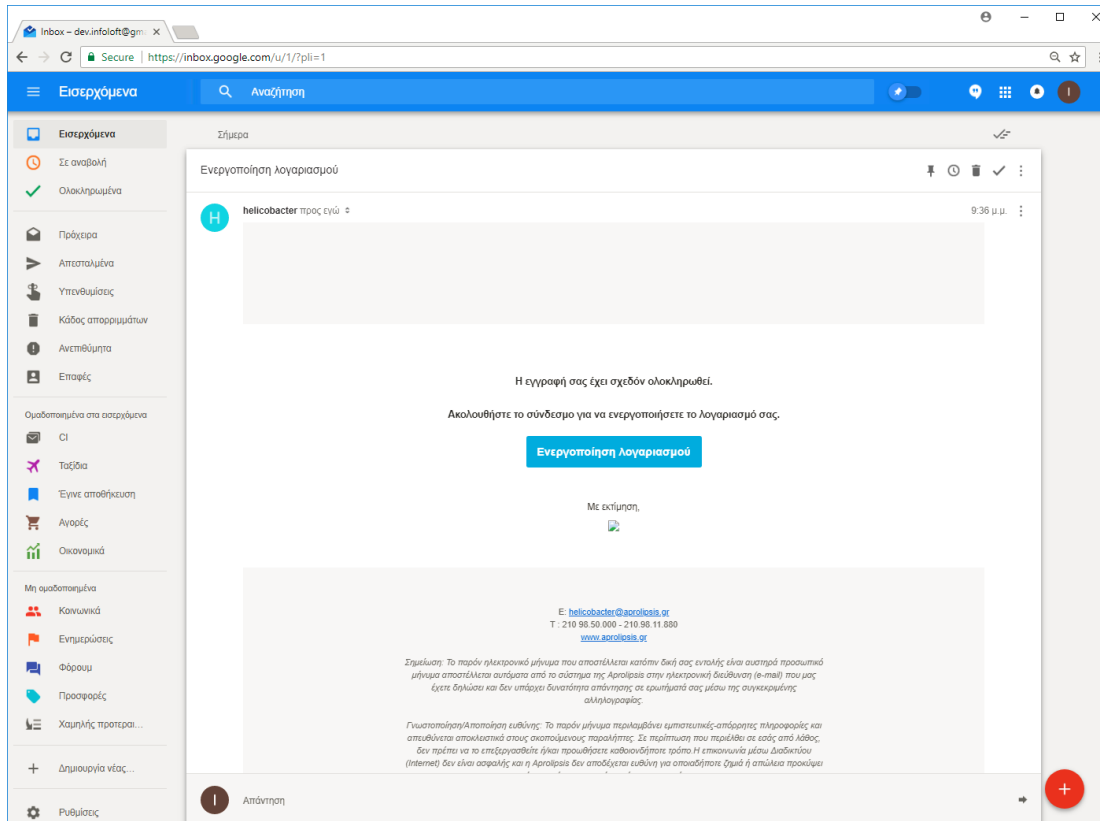 Inbox – dev.infoloft@gm
Secure | https://inbox.google.com/u/1/?pli=1
Εισερχόμενα
Αναζήτηση
I
Εισερχόμενα
Σε αναβολή
Ολοκληρωμένα
Πρόχειρα
Απεσταλμένα
Υπενθυμίσεις
Κάδος απορριμμάτων
Ανεπιθύμητα
Επαφές
Ομαδοποιημένα στα εισερχόμενα
CI
Ταξίδια
Έγινε αποθήκευση
Αγορές
Οικονομικά
Μη ομαδοποιημένα
Κοινωνικά
Ενημερώσεις
Φόρουμ
Προσφορές
Χαμηλής προτεραι...
Δημιουργία νέας...
Ρυθμίσεις
Σήμερα
Ενεργοποίηση λογαριασμού
H
helicobacter προς εγώ
9:36 μ.μ.
Η εγγραφή σας έχει σχεδόν ολοκληρωθεί.
Ακολουθήστε το σύνδεσμο για να ενεργοποιήσετε το λογαριασμό σας.
Ενεργοποίηση λογαριασμού
Με εκτίμηση,
E: helicobacter@aprolipsis.gr
T : 210 98.50.000 - 210.98.11.880
www.aprolipsis.gr
Σημείωση: Το παρόν ηλεκτρονικό μήνυμα που αποστέλλεται κατόπιν δική σας εντολής είναι αυστηρά προσωπικό
μήνυμα αποστέλλεται αυτόματα από το σύστημα της Aprolipsis στην ηλεκτρονική διεύθυνση (e-mail) που μας
έχετε δηλώσει και δεν υπάρχει δυνατότητα απάντησης σε ερωτήματά σας μέσω της συγκεκριμένης
αλληλογραφίας.
Γνωστοποίηση/Αποποίηση ευθύνης: Το παρόν μήνυμα περιλαμβάνει εμπιστευτικές-απόρρητες πληροφορίες και
απευθύνεται αποκλειστικά στους σκοπούμενους παραλήπτες. Σε περίπτωση που περιέλθει σε εσάς από λάθος,
δεν πρέπει να το επεξεργασθείτε ή/και προωθήσετε καθοιονδήποτε τρόπο.Η επικοινωνία μέσω Διαδικτύου
(Internet) δεν είναι ασφαλής και η Aprolipsis δεν αποδέχεται ευθύνη για οποιαδήποτε ζημιά ή απώλεια προκύψει
I
Απάντηση